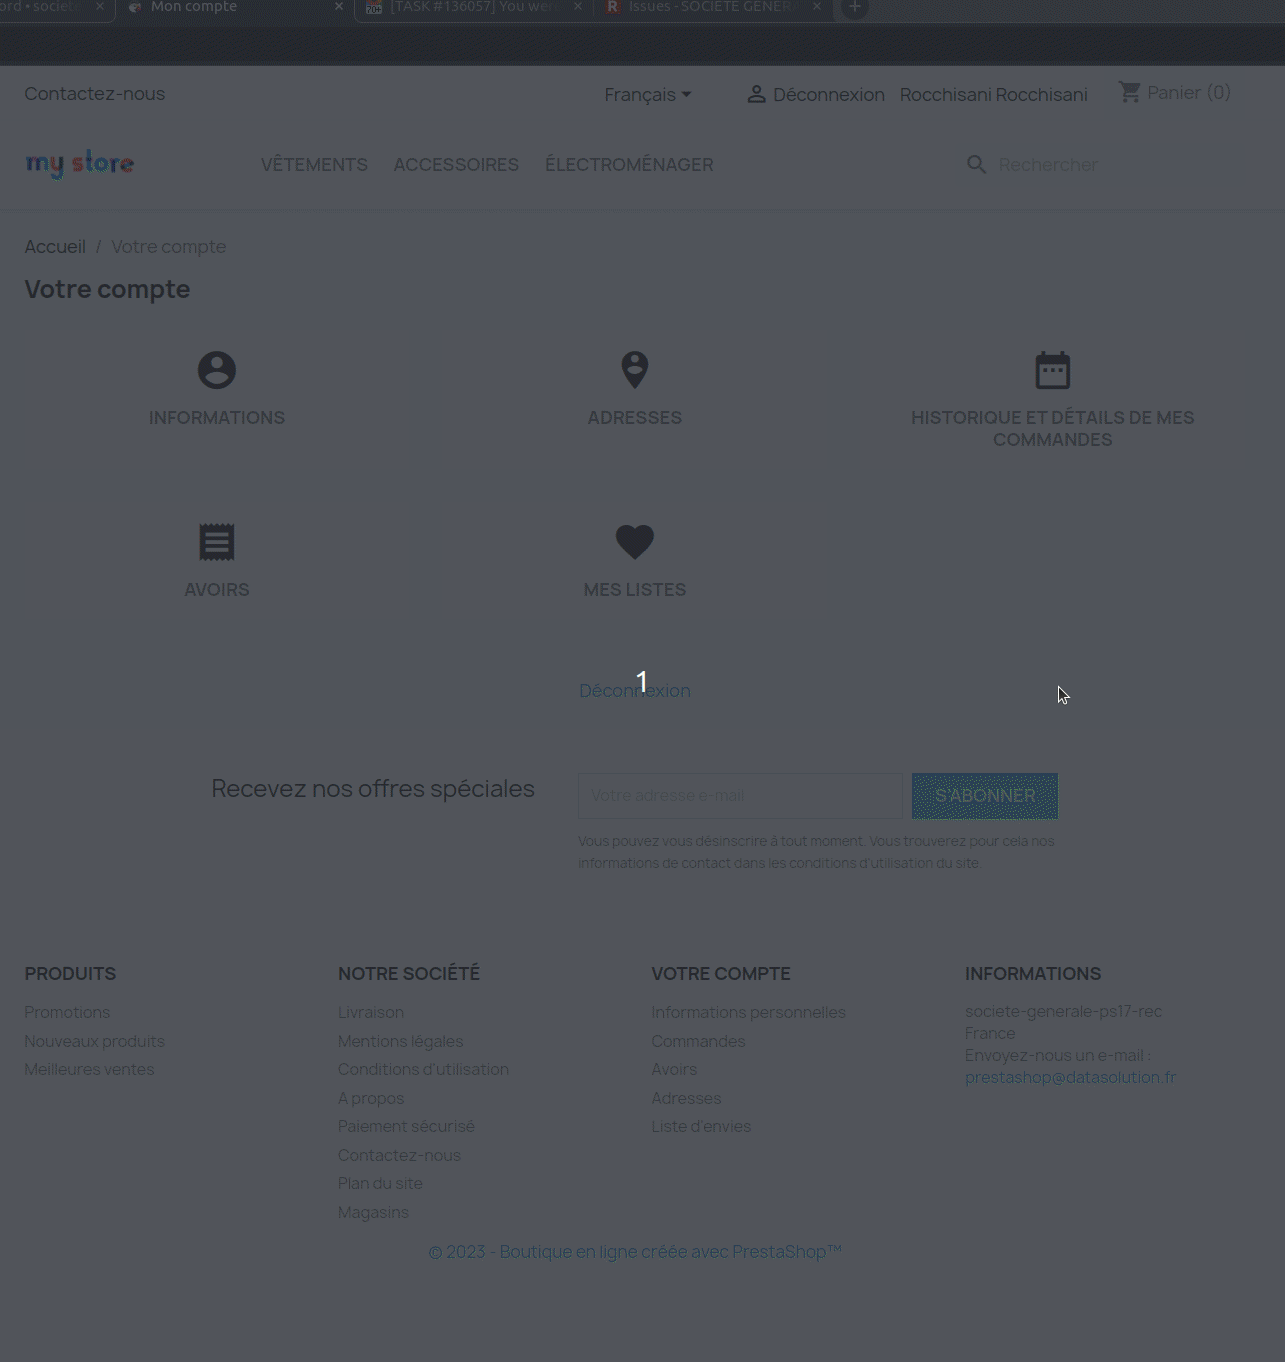 ord • societe
Mon compte
[TASK #136057] You were
Issues - SOCIETE GENERA
Contactez-nous
Français
Déconnexion
Rocchisani Rocchisani
Panier (0)
my store
VÊTEMENTS
ACCESSOIRES
ÉLECTROMÉNAGER
Rechercher
Accueil / Votre compte
Votre compte
INFORMATIONS
ADRESSES
HISTORIQUE ET DÉTAILS DE MES
COMMANDES
AVOIRS
MES LISTES
1
Déconnexion
Recevez nos offres spéciales
Votre adresse e-mail
S'ABONNER
Vous pouvez vous désinscrire à tout moment. Vous trouverez pour cela nos
informations de contact dans les conditions d'utilisation du site.
PRODUITS
Promotions
Nouveaux produits
Meilleures ventes
NOTRE SOCIÉTÉ
Livraison
Mentions légales
Conditions d'utilisation
A propos
Paiement sécurisé
Contactez-nous
Plan du site
Magasins
VOTRE COMPTE
Informations personnelles
Commandes
Avoirs
Adresses
Liste d'envies
INFORMATIONS
societe-generale-ps17-rec
France
Envoyez-nous un e-mail :
prestashop@datasolution.fr
© 2023 - Boutique en ligne créée avec PrestaShop™